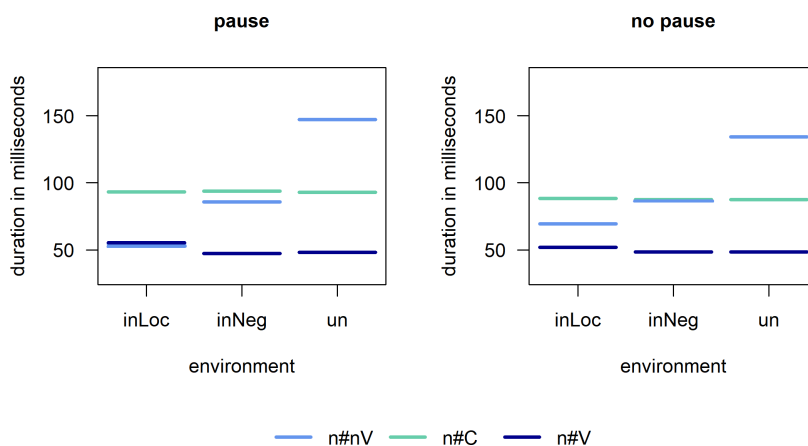 pause
no pause
duration in milliseconds
150
100
50
inLoc inNeg un
environment
duration in milliseconds
150
100
50
inLoc inNeg un
environment
n#nV n#C n#V